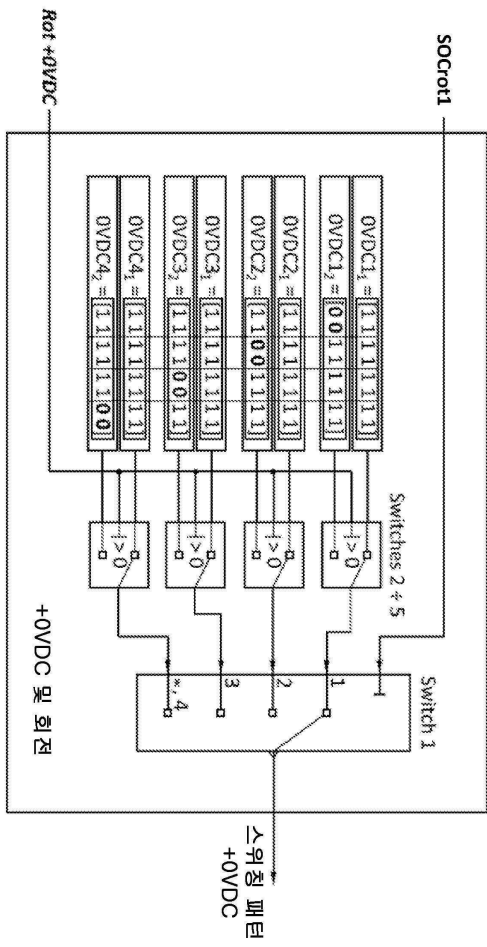 SOCrot1
Switches 2 ÷ 5
Switch 1
0VDC1₁ = [1 1 1 1 1 1 1 1]
0VDC1₂ = [0 0 1 1 1 1 1 1]
> 0
1
0VDC2₁ = [1 1 1 1 1 1 1 1]
0VDC2₂ = [1 1 0 0 1 1 1 1]
> 0
2
스위칭 패턴
+0VDC
0VDC3₁ = [1 1 1 1 1 1 1 1]
0VDC3₂ = [1 1 1 1 0 0 1 1]
> 0
3
0VDC4₁ = [1 1 1 1 1 1 1 1]
0VDC4₂ = [1 1 1 1 1 1 0 0]
> 0
*, 4
Rot +0VDC
+0VDC 및 회전